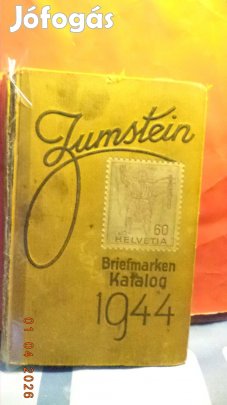 Jófogás
Zumstein
60
HELVETIA
Briefmarken
Katalog
1944
01 04 2026